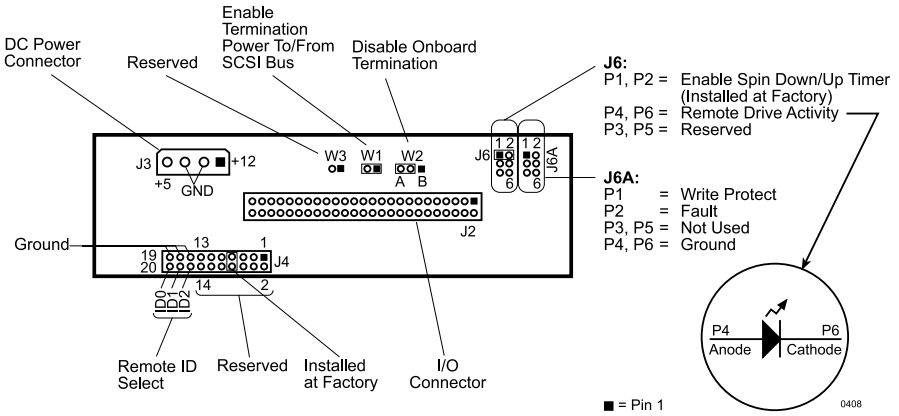 Enable
Termination
Power To/From
SCSI Bus
DC Power
Connector
Reserved
Disable Onboard
Termination
J6:
P1, P2 = Enable Spin Down/Up Timer
(Installed at Factory)
P4, P6 = Remote Drive Activity
P3, P5 = Reserved
J3
+12
+5
GND
W3
W1
W2
A
B
J6
1 2
6
1 2
6
J6A
J6A:
P1 = Write Protect
P2 = Fault
P3, P5 = Not Used
P4, P6 = Ground
J2
Ground
19
20
13
1
J4
14
2
ID0
ID1
ID2
Remote ID
Select
Reserved
Installed
at Factory
I/O
Connector
P4
P6
Anode
Cathode
■ = Pin 1
0408